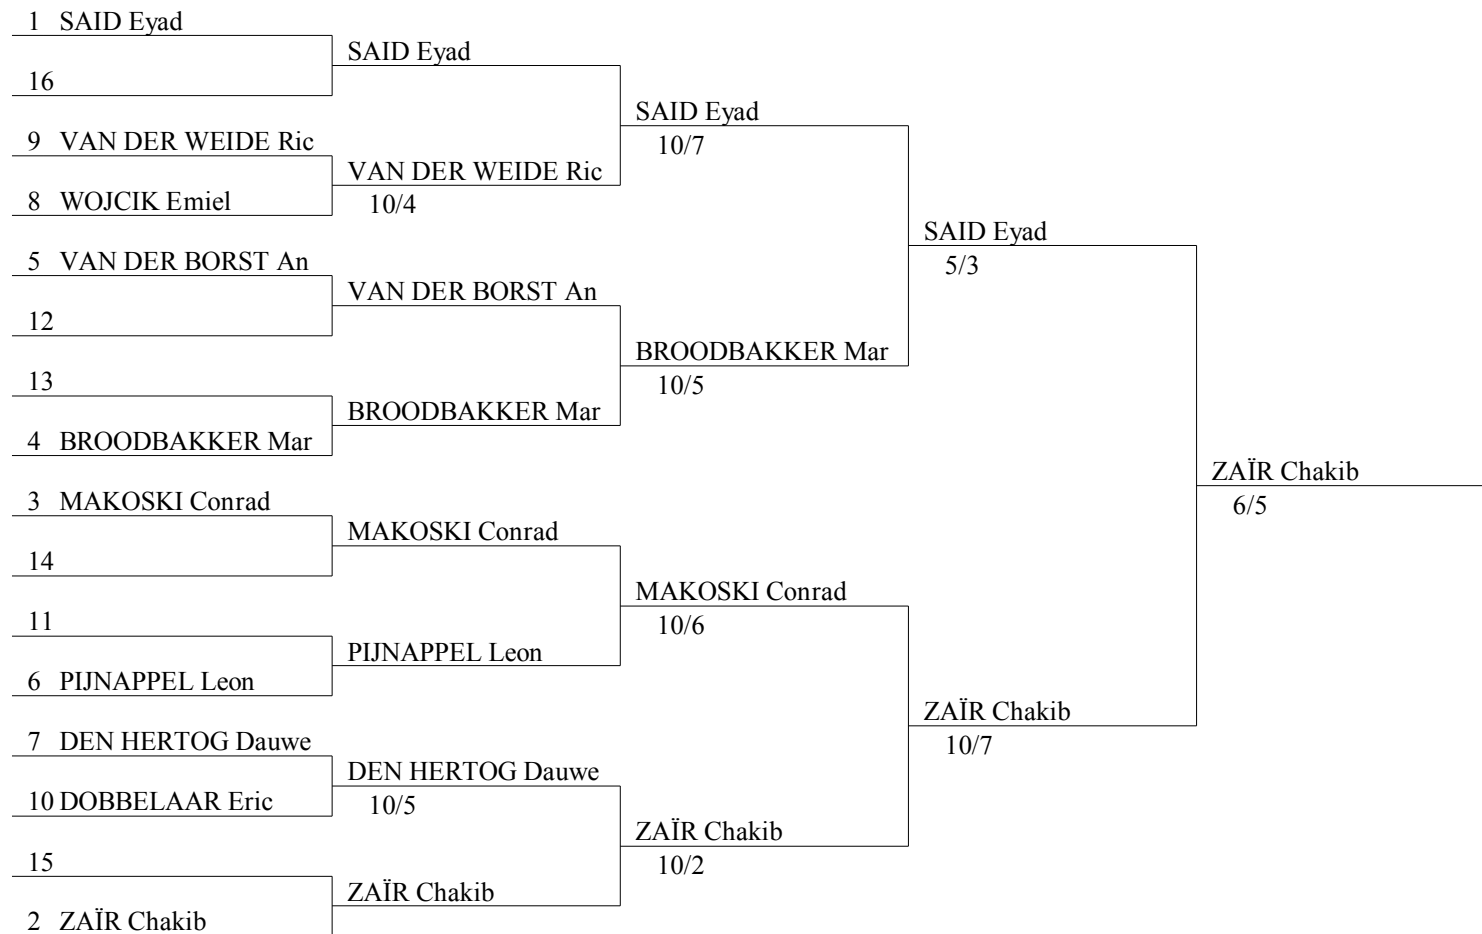 1 SAID Eyad
16
9 VAN DER WEIDE Ric
8 WOJCIK Emiel
5 VAN DER BORST An
12
13
4 BROODBAKKER Mar
3 MAKOSKI Conrad
14
11
6 PIJNAPPEL Leon
7 DEN HERTOG Dauwe
10 DOBBELAAR Eric
15
2 ZAÏR Chakib
SAID Eyad
VAN DER WEIDE Ric
10/4
VAN DER BORST An
BROODBAKKER Mar
MAKOSKI Conrad
PIJNAPPEL Leon
DEN HERTOG Dauwe
10/5
ZAÏR Chakib
SAID Eyad
10/7
BROODBAKKER Mar
10/5
MAKOSKI Conrad
10/6
ZAÏR Chakib
10/2
SAID Eyad
5/3
ZAÏR Chakib
10/7
ZAÏR Chakib
6/5